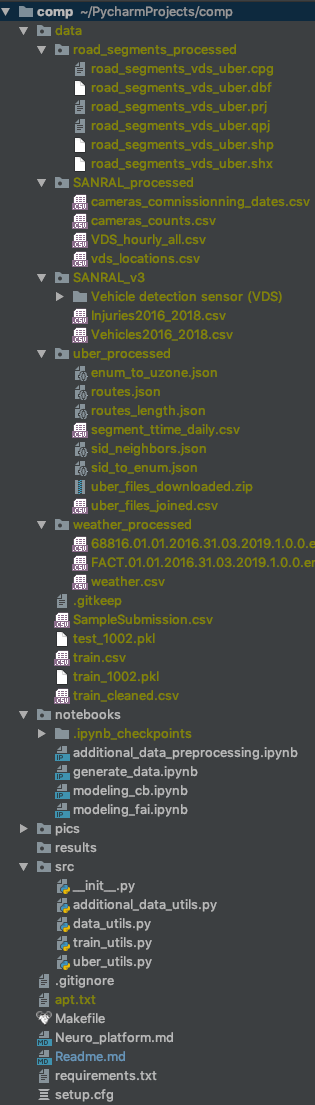 comp ~/PycharmProjects/comp
data
road_segments_processed
road_segments_vds_uber.cpg
road_segments_vds_uber.dbf
road_segments_vds_uber.prj
road_segments_vds_uber.qpj
road_segments_vds_uber.shp
road_segments_vds_uber.shx
SANRAL_processed
cameras_comnissionning_dates.csv
cameras_counts.csv
VDS_hourly_all.csv
vds_locations.csv
SANRAL_v3
Vehicle detection sensor (VDS)
Injuries2016_2018.csv
Vehicles2016_2018.csv
uber_processed
enum_to_uzone.json
routes.json
routes_length.json
segment_ttime_daily.csv
sid_neighbors.json
sid_to_enum.json
uber_files_downloaded.zip
uber_files_joined.csv
weather_processed
68816.01.01.2016.31.03.2019.1.0.0.e
FACT.01.01.2016.31.03.2019.1.0.0.en
weather.csv
.gitkeep
SampleSubmission.csv
test_1002.pkl
train.csv
train_1002.pkl
train_cleaned.csv
notebooks
.ipynb_checkpoints
additional_data_preprocessing.ipynb
generate_data.ipynb
modeling_cb.ipynb
modeling_fai.ipynb
pics
results
src
__init__.py
additional_data_utils.py
data_utils.py
train_utils.py
uber_utils.py
.gitignore
apt.txt
Makefile
Neuro_platform.md
Readme.md
requirements.txt
setup.cfg